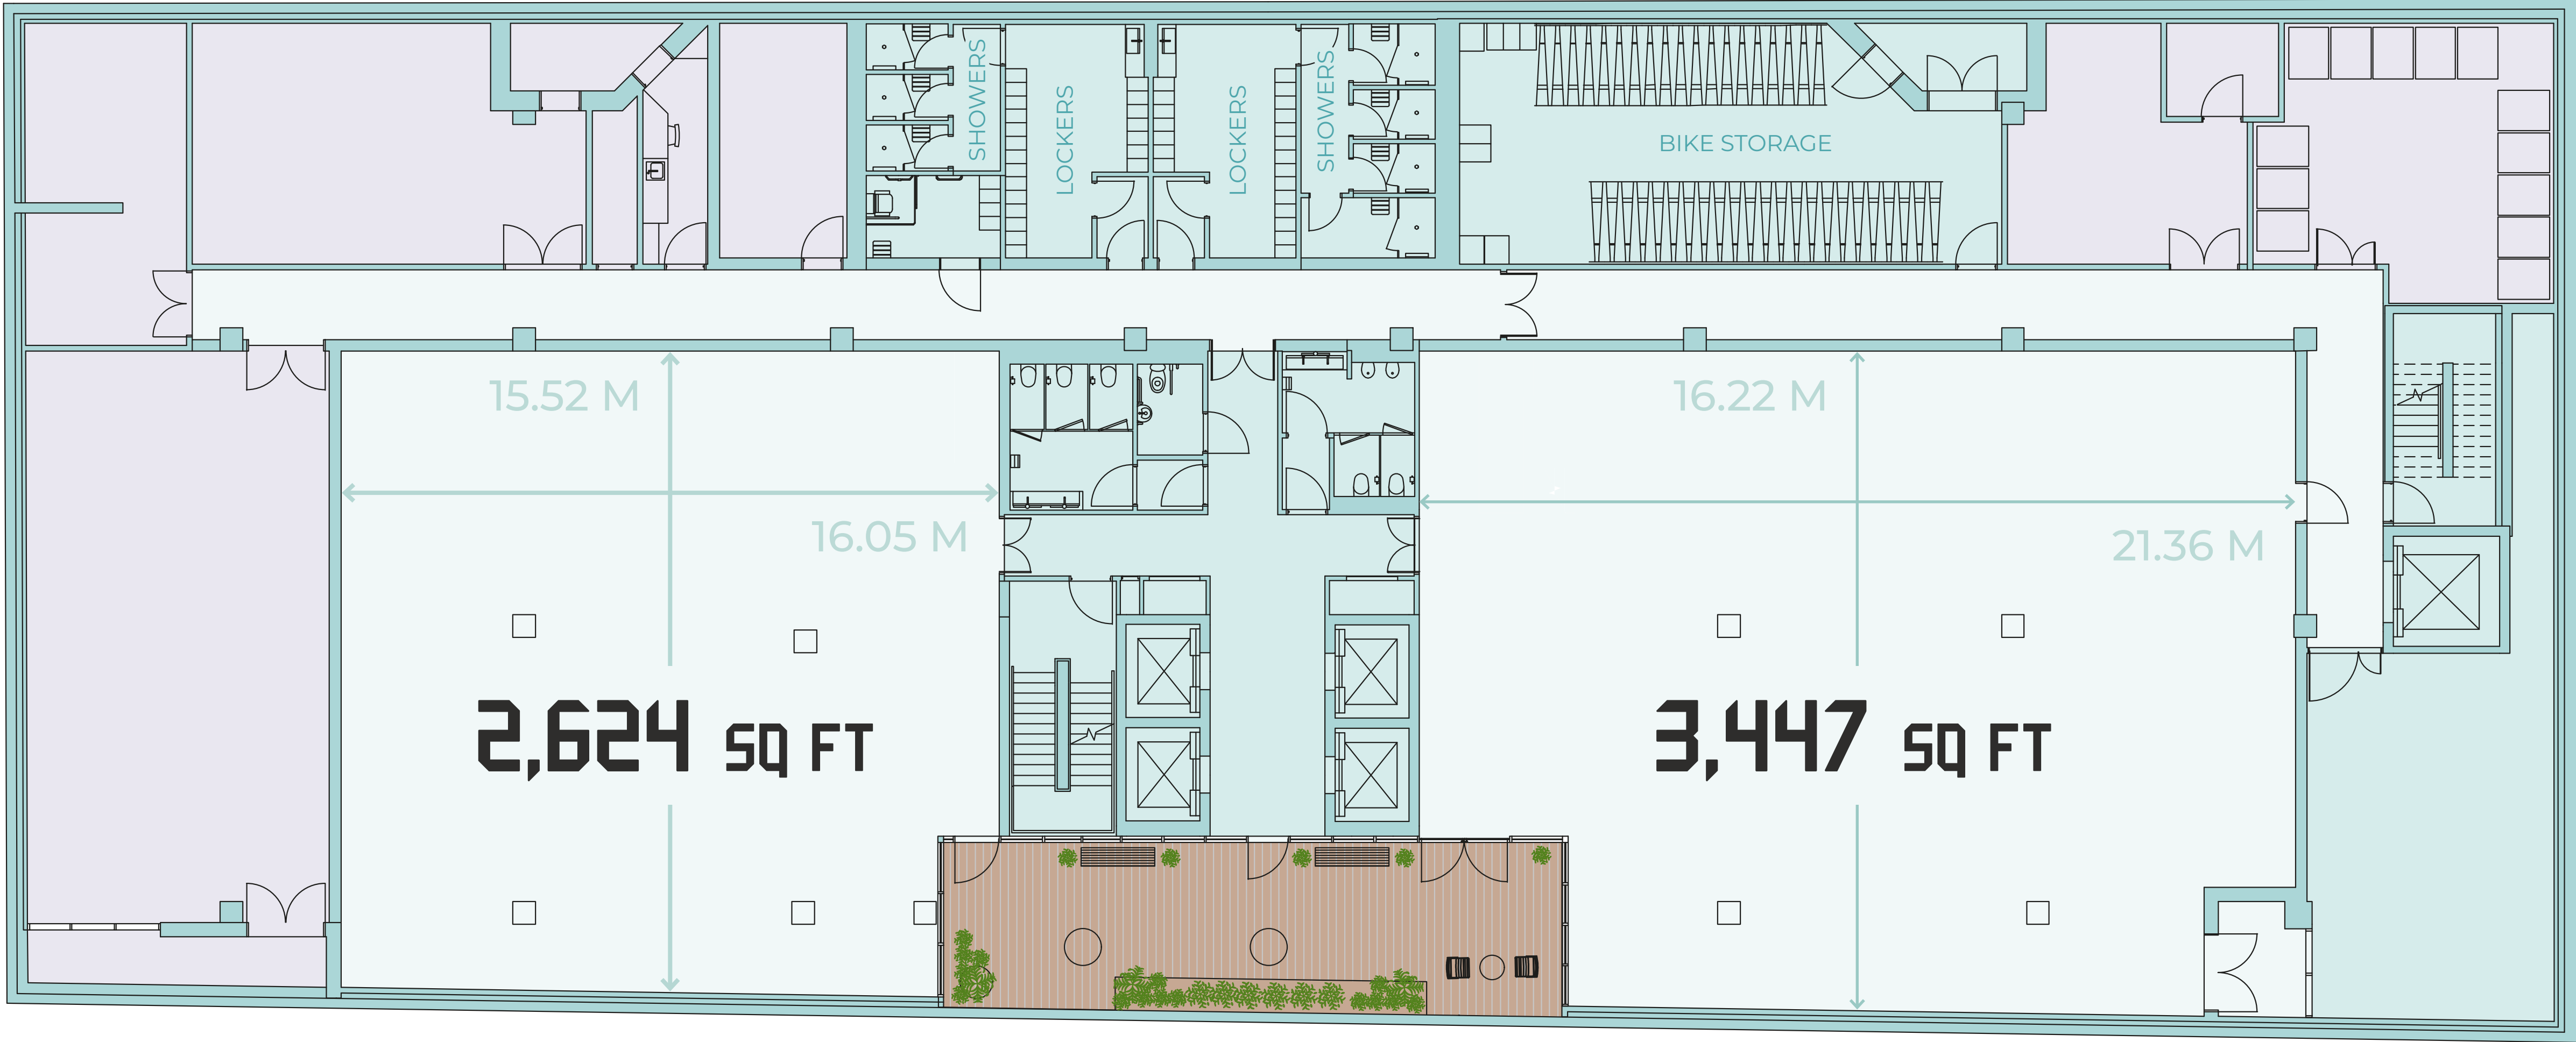 SHOWERS
LOCKERS
LOCKERS
SHOWERS
BIKE STORAGE
15.52 M
16.05 M
16.22 M
21.36 M
2,624 SQ FT
3,447 SQ FT